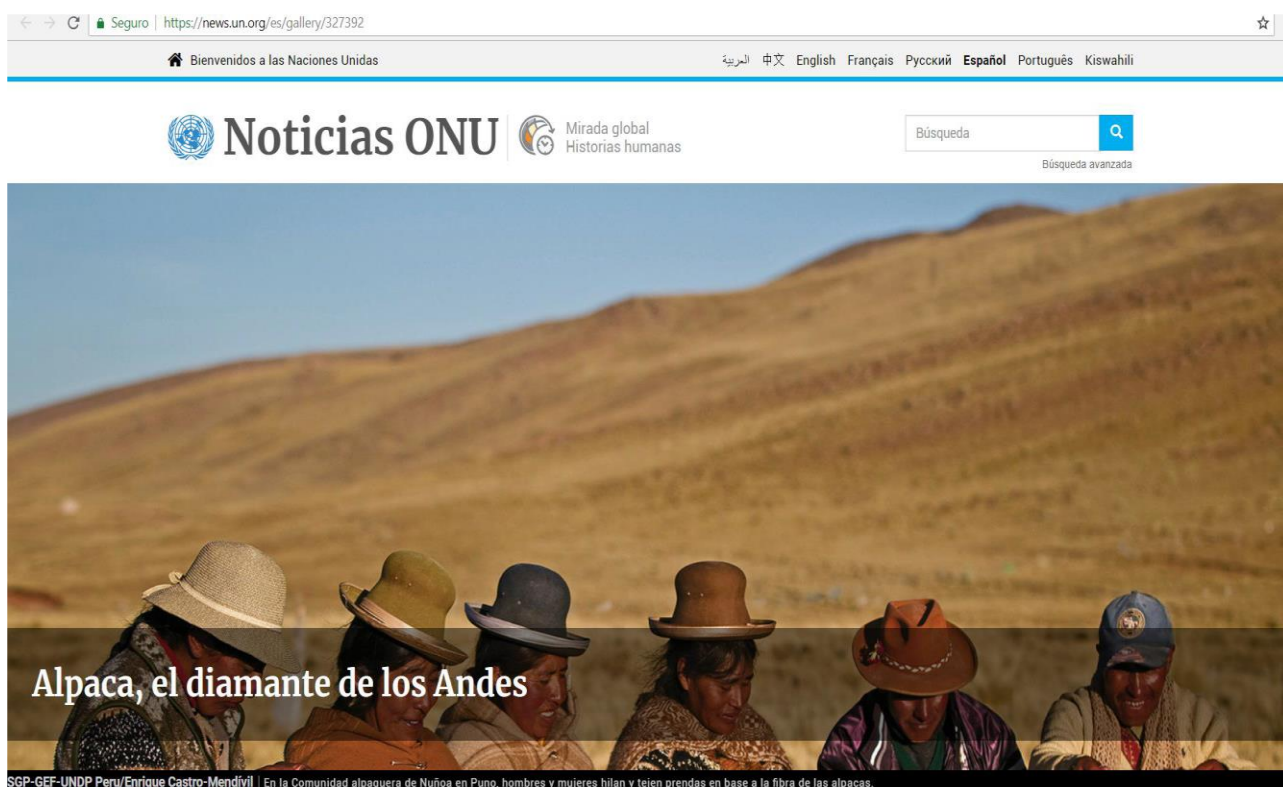 Seguro | https://news.un.org/es/gallery/327392
Bienvenidos a las Naciones Unidas
العربية 中文 English Français Русский Español Português Kiswahili
Noticias ONU
Mirada global
Historias humanas
Búsqueda
Búsqueda avanzada
Alpaca, el diamante de los Andes
SGP-GEF-UNDP Peru/Enrique Castro-Mendívil | En la Comunidad alpaquera de Nuñoa en Puno, hombres y mujeres hilan y tejen prendas en base a la fibra de las alpacas.